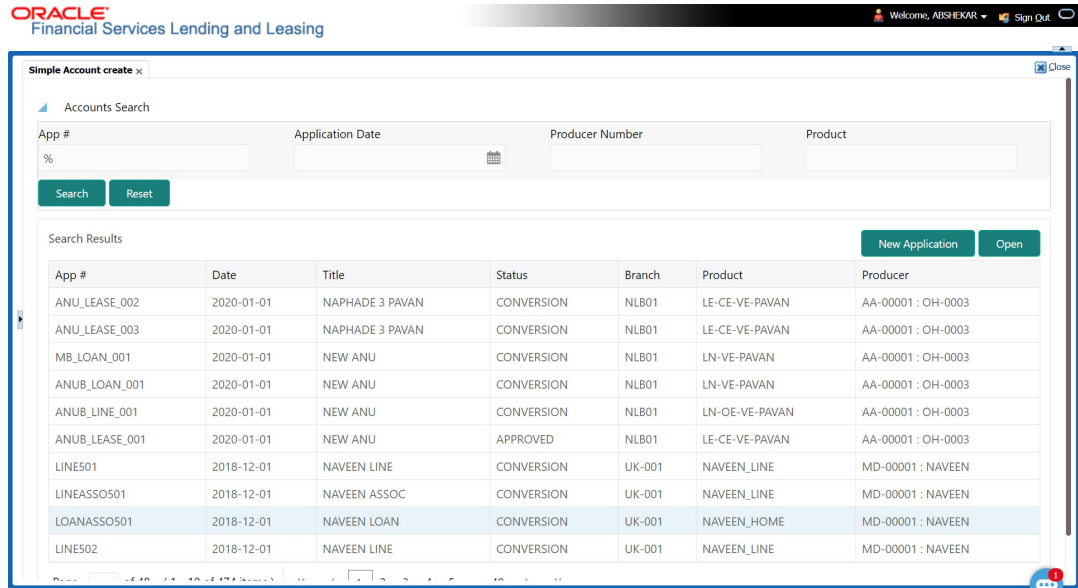 ORACLE®
Financial Services Lending and Leasing
Welcome, ABSHEKAR
Sign Out
Simple Account create x
Close
Accounts Search
App #
Application Date
Producer Number
Product
%
Search
Reset
Search Results
New Application
Open
App # Date Title Status Branch Product Producer
ANU_LEASE_002 2020-01-01 NAPHADE 3 PAVAN CONVERSION NLB01 LE-CE-VE-PAVAN AA-00001 : OH-0003
ANU_LEASE_003 2020-01-01 NAPHADE 3 PAVAN CONVERSION NLB01 LE-CE-VE-PAVAN AA-00001 : OH-0003
MB_LOAN_001 2020-01-01 NEW ANU CONVERSION NLB01 LN-VE-PAVAN AA-00001 : OH-0003
ANUB_LOAN_001 2020-01-01 NEW ANU CONVERSION NLB01 LN-VE-PAVAN AA-00001 : OH-0003
ANUB_LINE_001 2020-01-01 NEW ANU CONVERSION NLB01 LN-OE-VE-PAVAN AA-00001 : OH-0003
ANUB_LEASE_001 2020-01-01 NEW ANU APPROVED NLB01 LE-CE-VE-PAVAN AA-00001 : OH-0003
LINE501 2018-12-01 NAVEEN LINE CONVERSION UK-001 NAVEEN_LINE MD-00001 : NAVEEN
LINEASSO501 2018-12-01 NAVEEN ASSOC CONVERSION UK-001 NAVEEN_LINE MD-00001 : NAVEEN
LOANASSO501 2018-12-01 NAVEEN LOAN CONVERSION UK-001 NAVEEN_HOME MD-00001 : NAVEEN
LINE502 2018-12-01 NAVEEN LINE CONVERSION UK-001 NAVEEN_LINE MD-00001 : NAVEEN
1